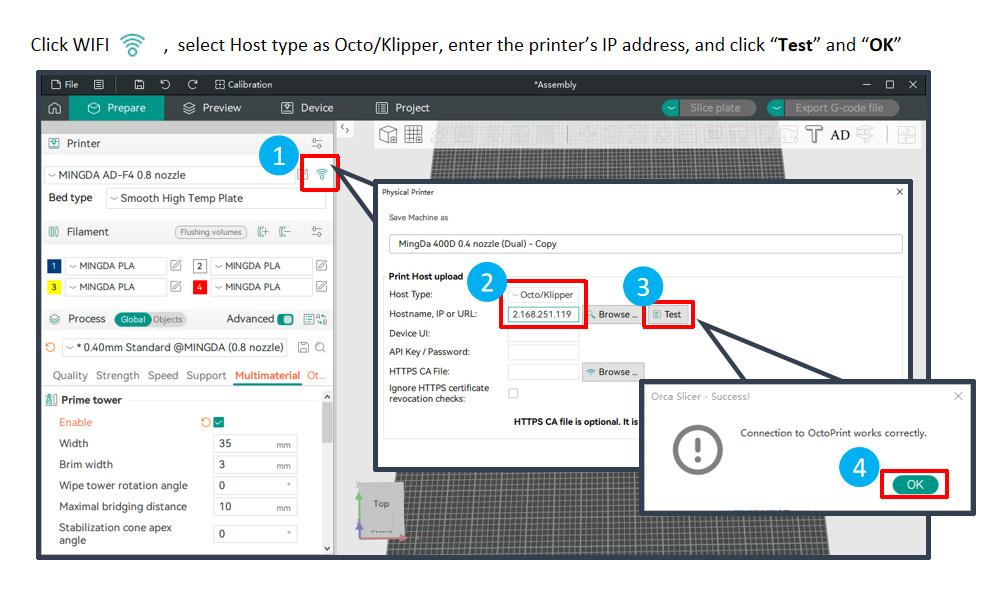 Click WIFI , select Host type as Octo/Klipper, enter the printer's IP address, and click “Test” and “OK”
File
Calibration
*Assembly
Prepare
Preview
Device
Project
Slice plate
Export G-code file
Printer
1
MINGDA AD-F4 0.8 nozzle
Bed type
Smooth High Temp Plate
Filament
Flushing volumes
1 MINGDA PLA
2 MINGDA PLA
3 MINGDA PLA
4 MINGDA PLA
Process
Global
Objects
Advanced
* 0.40mm Standard @MINGDA (0.8 nozzle)
Quality Strength Speed Support Multimaterial Ot...
Prime tower
Enable
Width 35 mm
Brim width 3 mm
Wipe tower rotation angle 0 °
Maximal bridging distance 10 mm
Stabilization cone apex
angle 0 °
AD
Top
Front
Physical Printer
Save Machine as
MingDa 400D 0.4 nozzle (Dual) - Copy
Print Host upload
2
3
Host Type: Octo/Klipper
Hostname, IP or URL: 2.168.251.119 Browse ... Test
Device UI:
API Key / Password:
HTTPS CA File: Browse ...
Ignore HTTPS certificate
revocation checks:
HTTPS CA file is optional. It is
Orca Slicer - Success!
Connection to OctoPrint works correctly.
4
OK